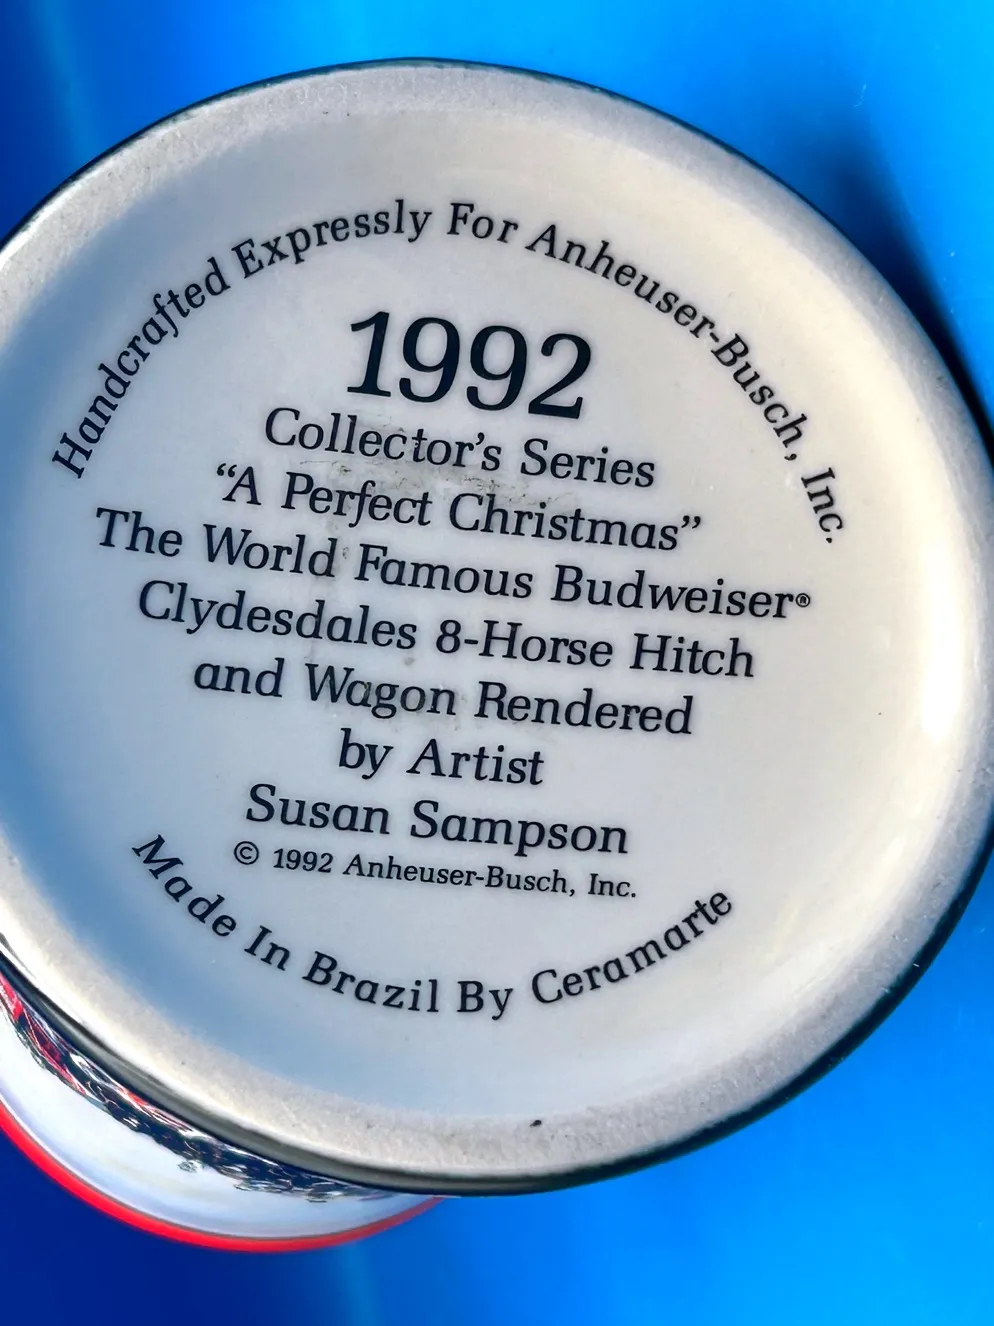 Handcrafted Expressly For Anheuser-Busch, Inc.
1992
Collector's Series
“A Perfect Christmas”
The World Famous Budweiser®
Clydesdales 8-Horse Hitch
and Wagon Rendered
by Artist
Susan Sampson
© 1992 Anheuser-Busch, Inc.
Made In Brazil By Ceramarte